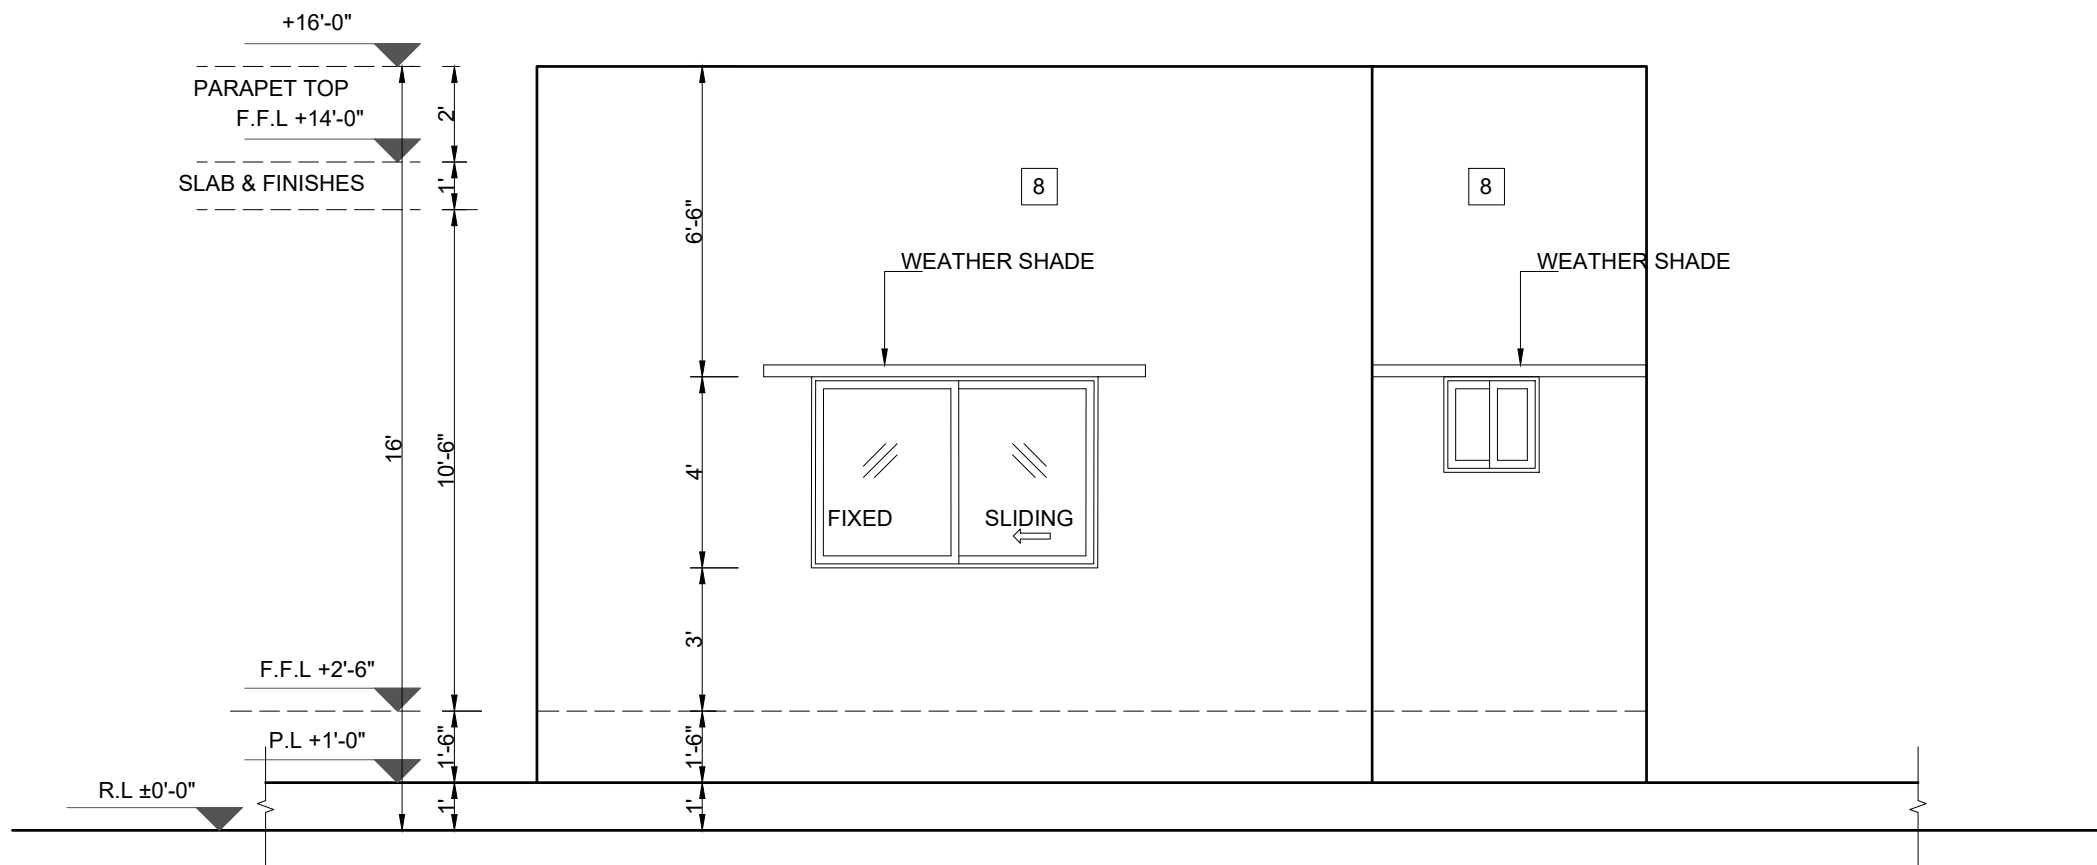 +16'-0"
PARAPET TOP
F.F.L +14'-0"
2'
SLAB & FINISHES
1'
8
8
6'-6"
WEATHER SHADE
WEATHER SHADE
16'
10'-6"
4'
FIXED
SLIDING
3'
F.F.L +2'-6"
P.L +1'-0"
1'-6"
1'-6"
R.L ±0'-0"
1'
1'